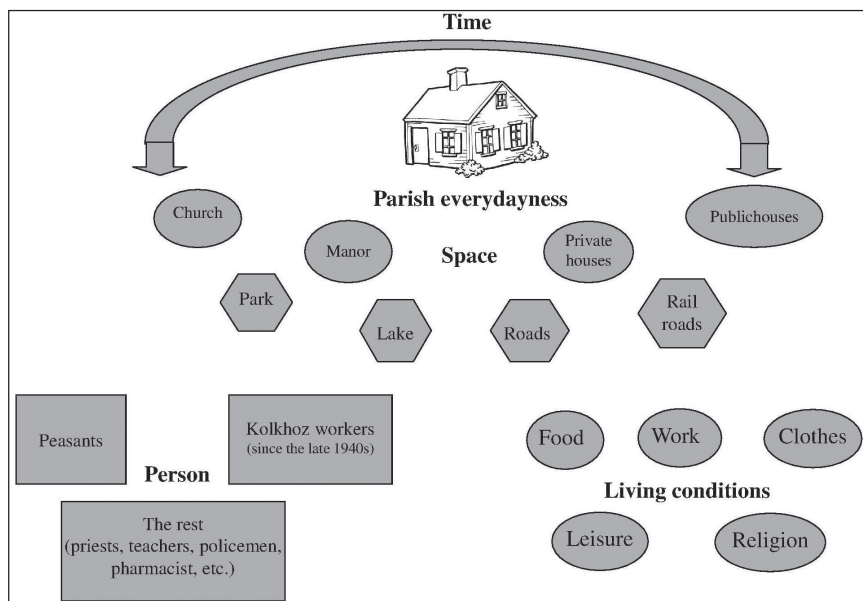 Time
Parish everydayness
Church
Publichouses
Manor
Space
Private
houses
Park
Lake
Roads
Rail
roads
Peasants
Kolkhoz workers
(since the late 1940s)
Person
The rest
(priests, teachers, policemen,
pharmacist, etc.)
Food
Work
Clothes
Living conditions
Leisure
Religion